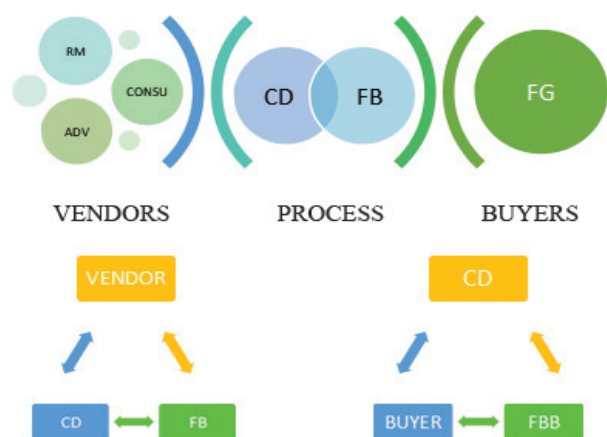 RM
CONSU
ADV
CD FB
FG
VENDORS PROCESS BUYERS
VENDOR CD
CD FB BUYER FBB